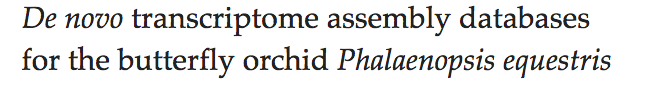 De novo transcriptome assembly databases
for the butterfly orchid Phalaenopsis equestris